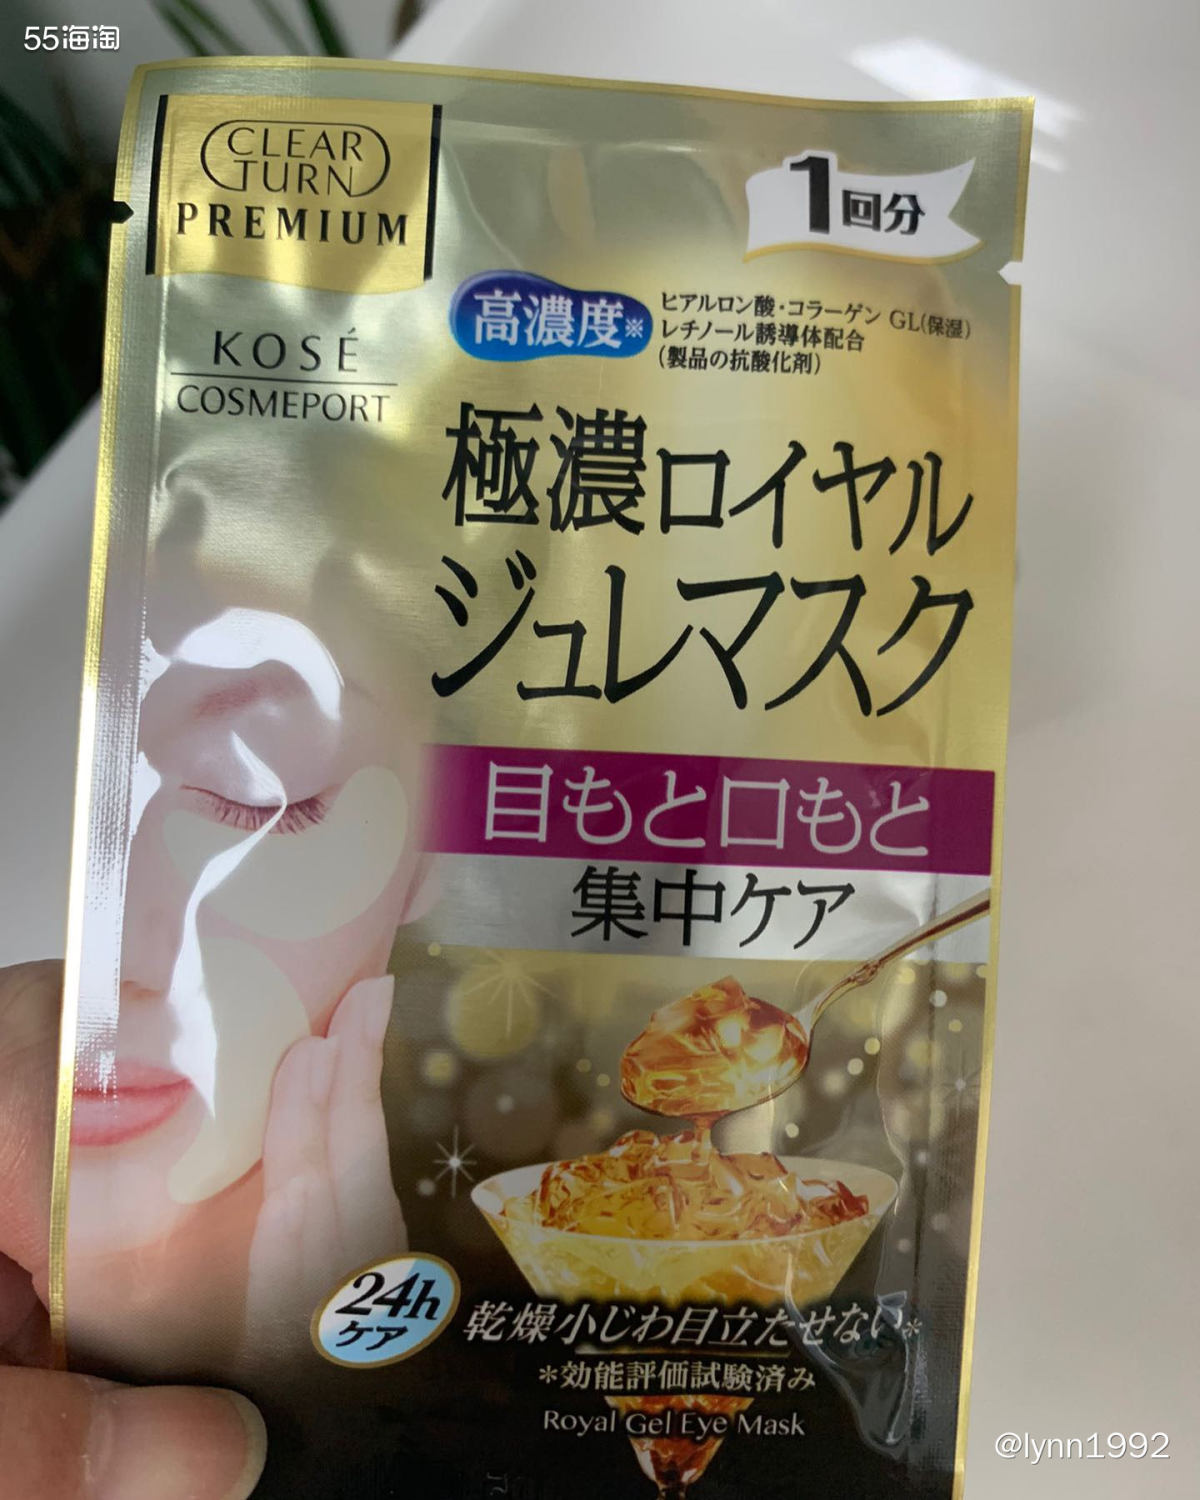 55海淘
CLEAR
TURN
PREMIUM
1回分
KOSÉ
COSMEPORT
高濃度※
ヒアルロン酸・コラーゲン GL(保湿)
レチノール誘導体配合
(製品の抗酸化剤)
極濃ロイヤル
ジュレマスク
目もと口もと
集中ケア
24h
ケア
乾燥小じわ目立たせない*
*効能評価試験済み
Royal Gel Eye Mask
@lynn1992